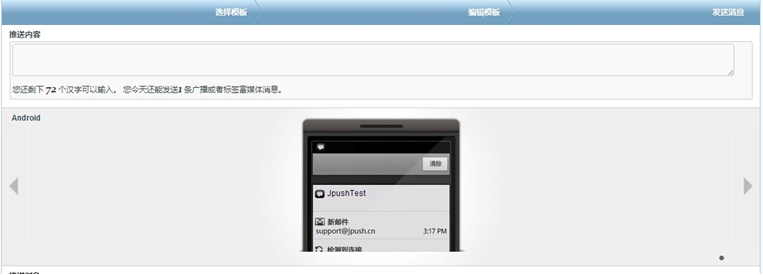 选择模板
编辑模板
发送消息
推送内容
您还剩下 72 个汉字可以输入。 您今天还能发送1 条广播或者标签富媒体消息。
Android
清除
JpushTest
新邮件
support@jpush.cn 3:17 PM
检测到连接